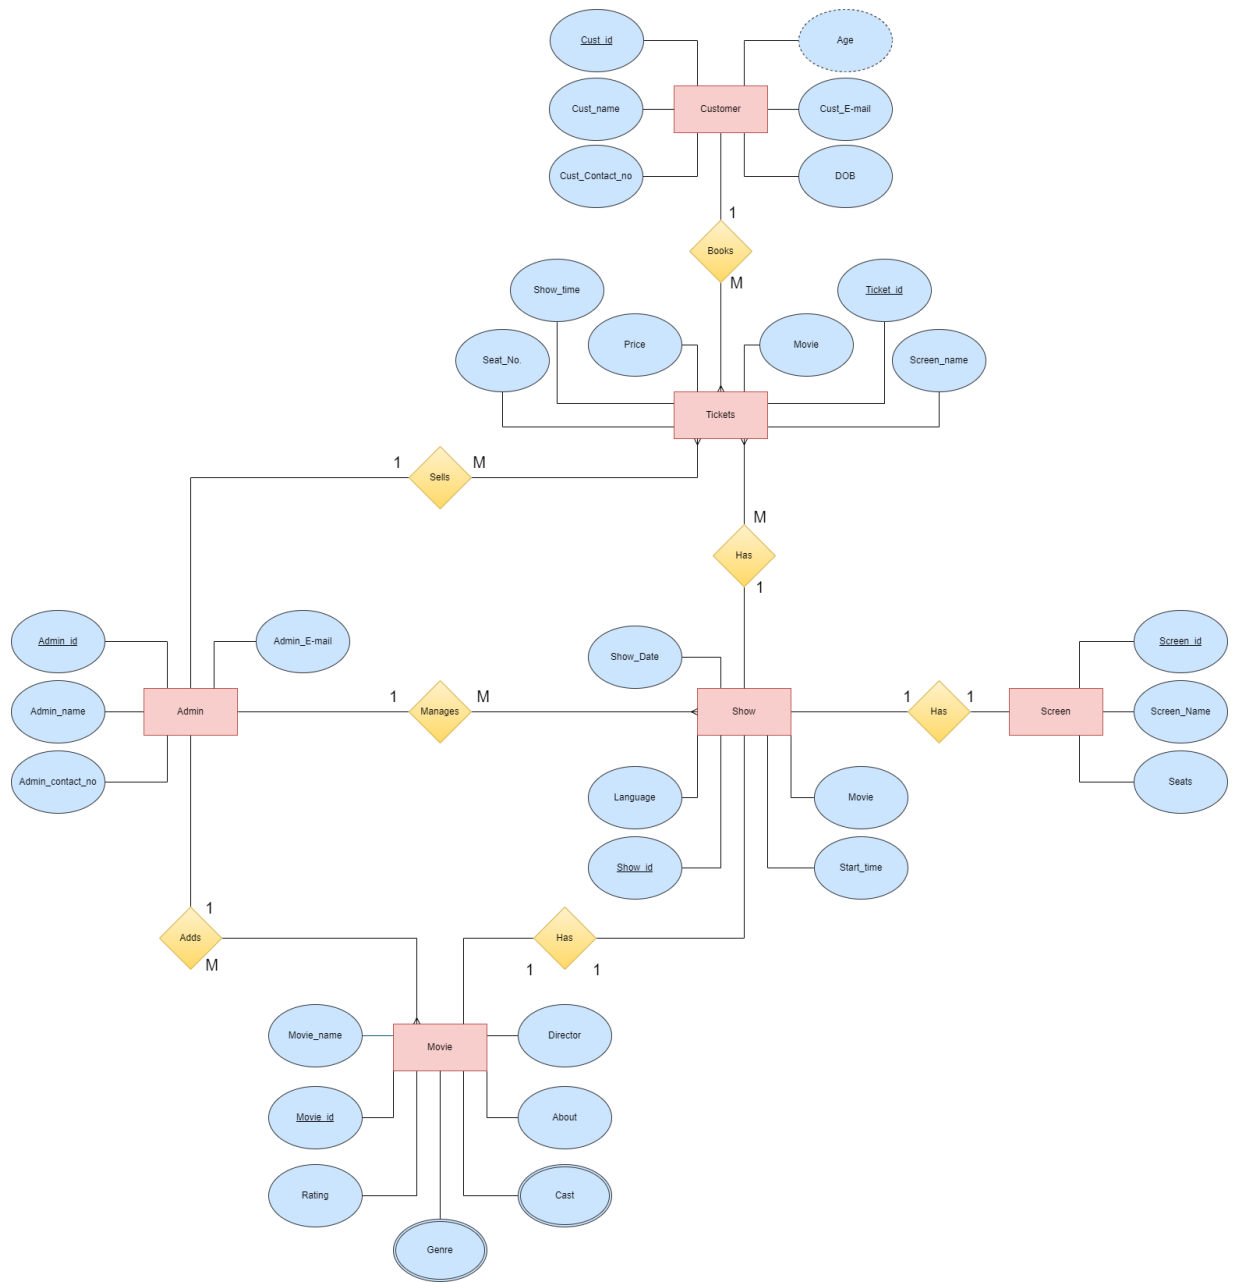 Cust_id
Age
Cust_name
Customer
Cust_E-mail
Cust_Contact_no
DOB
1
Books
M
Show_time
Ticket_id
Price
Movie
Seat_No.
Screen_name
Tickets
1
M
Sells
M
Has
1
Admin_id
Admin_E-mail
Show_Date
Screen_id
1
M
1
1
Admin_name
Admin
Manages
Show
Has
Screen
Screen_Name
Admin_contact_no
Language
Movie
Seats
Show_id
Start_time
1
Adds
Has
M
1
1
Movie_name
Director
Movie
Movie_id
About
Rating
Cast
Genre